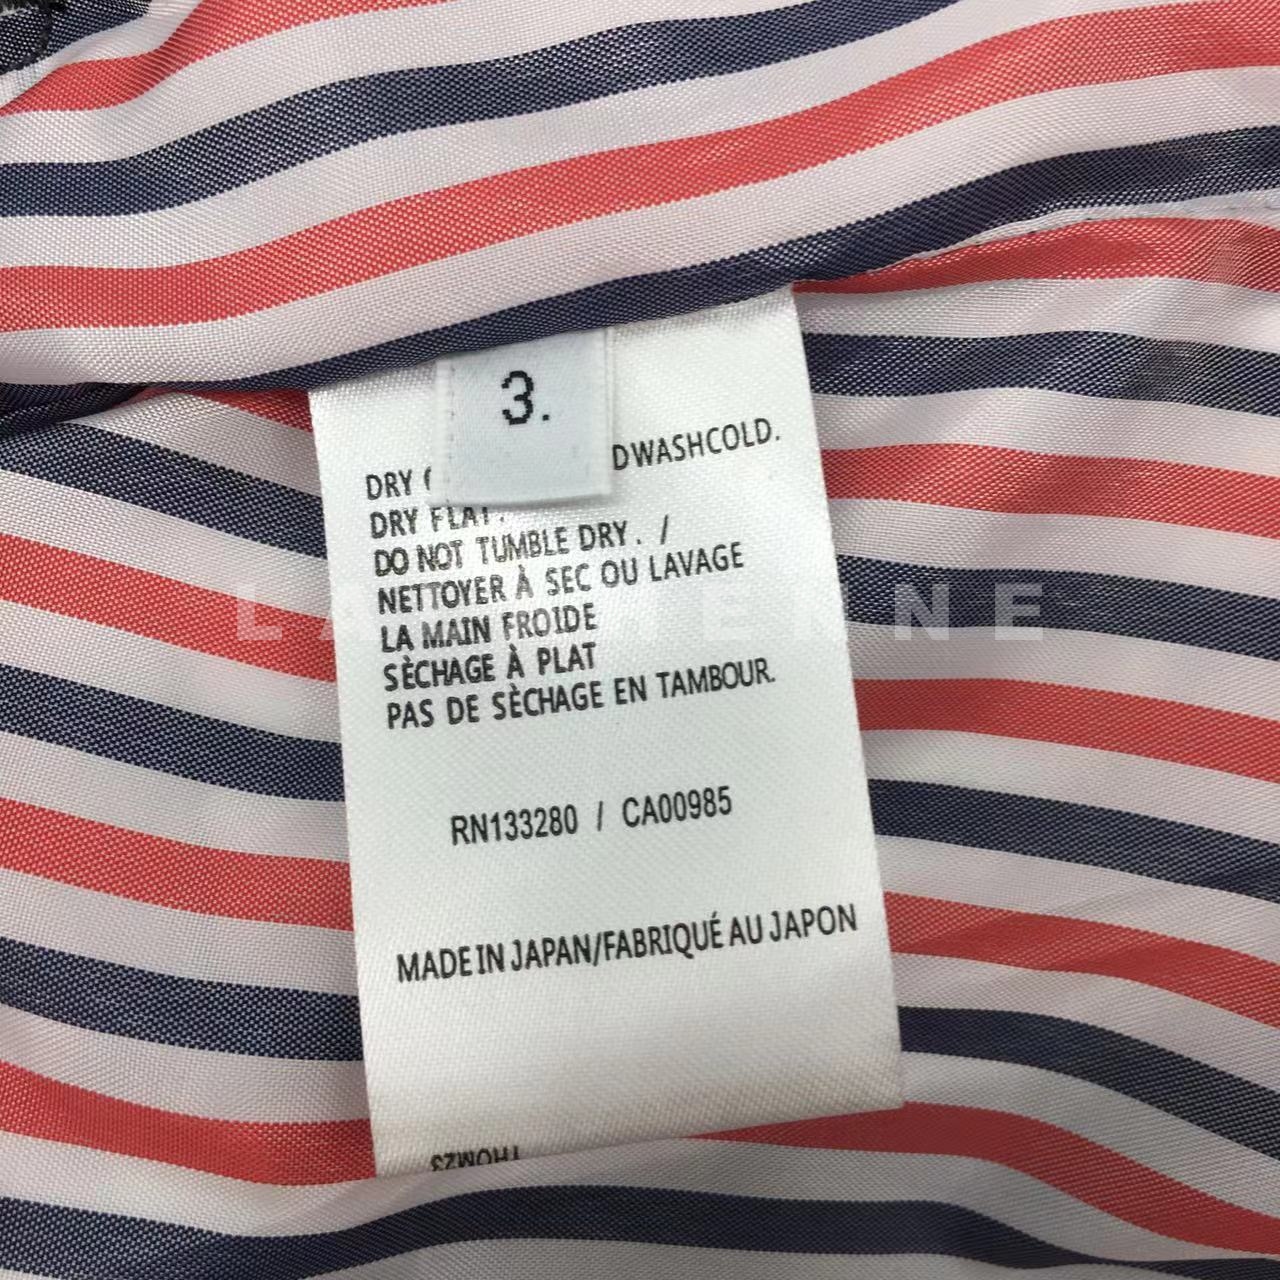 3.
DRY DWASHCOLD.
DRY FLAT.
DO NOT TUMBLE DRY. /
NETTOYER À SEC OU LAVAGE
LA MAIN FROIDE
SÈCHAGE À PLAT
PAS DE SÈCHAGE EN TAMBOUR.
RN133280 / CA00985
MADE IN JAPAN/FABRIQUÉ AU JAPON